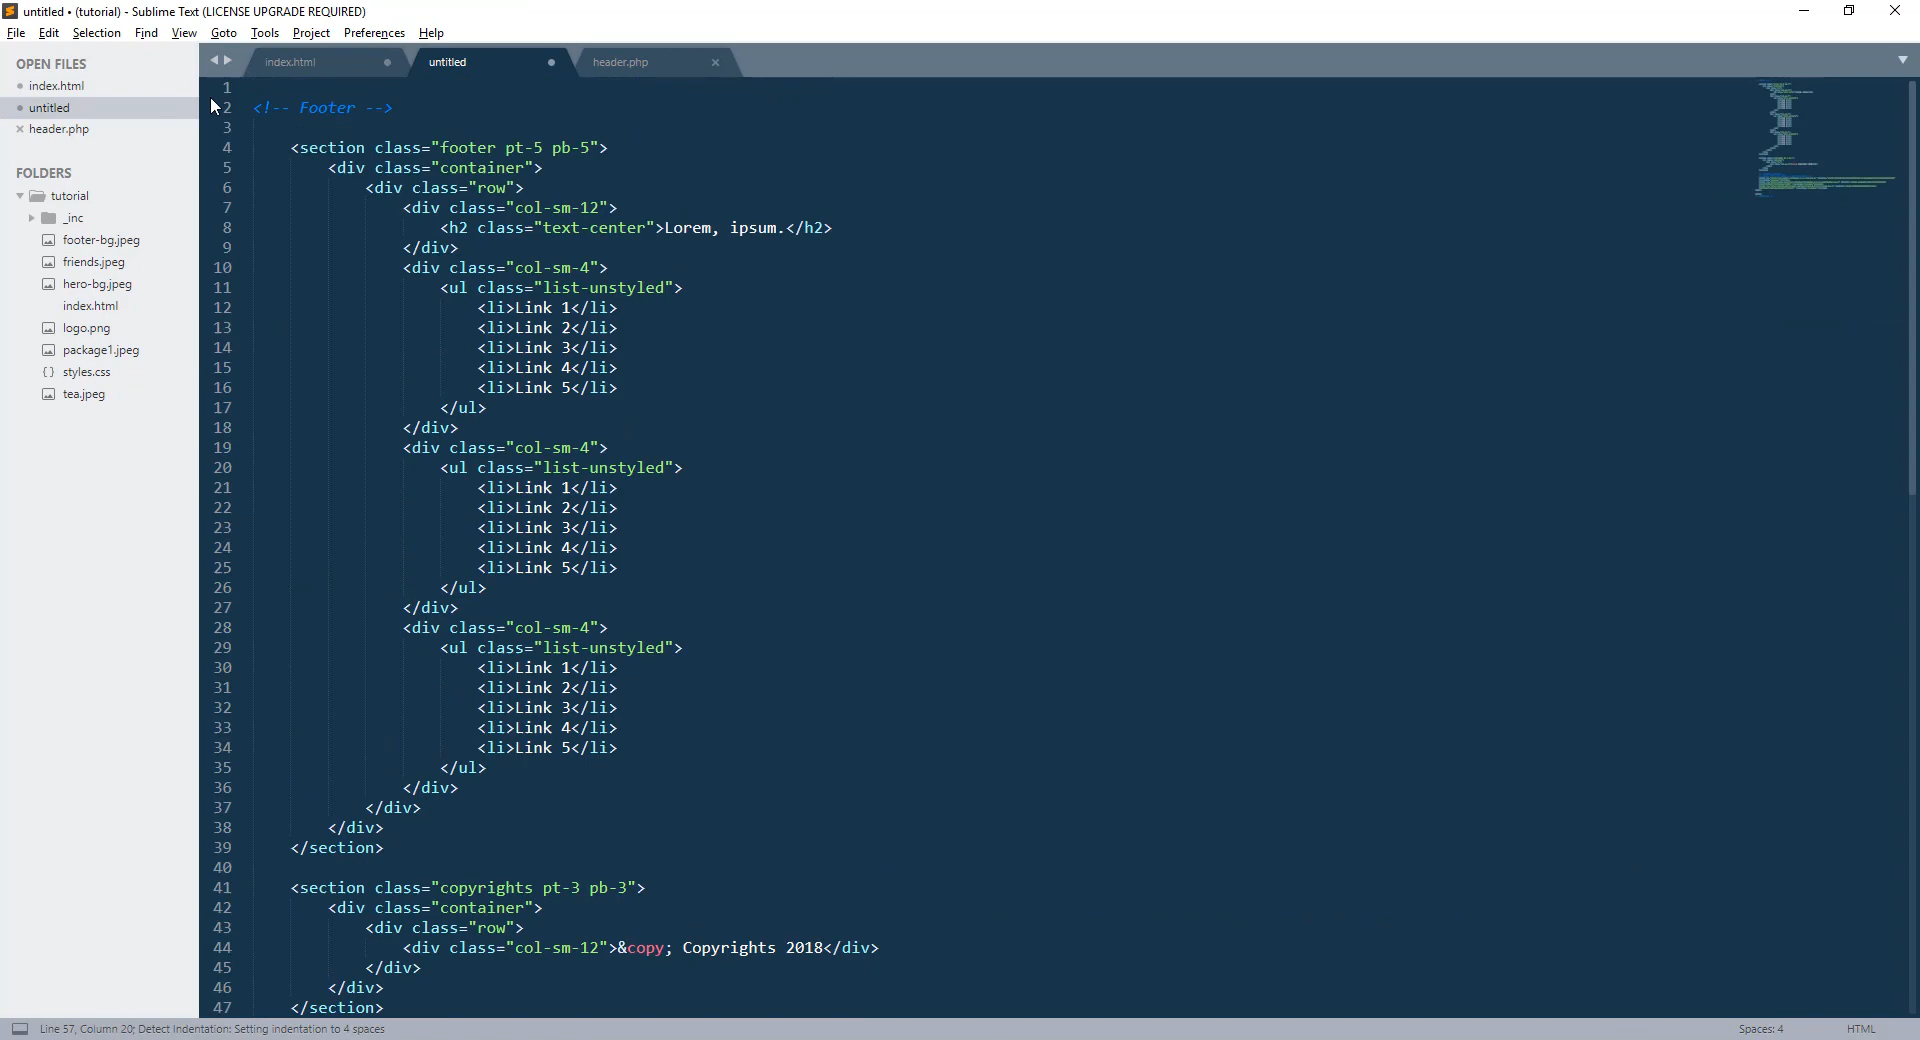 untitled • (tutorial) - Sublime Text (LICENSE UPGRADE REQUIRED)
File Edit Selection Find View Goto Tools Project Preferences Help
OPEN FILES
index.html
untitled
header.php
FOLDERS
tutorial
_inc
footer-bg.jpeg
friends.jpeg
hero-bg.jpeg
index.html
logo.png
package1.jpeg
styles.css
tea.jpeg
index.html untitled header.php
1
2 <!-- Footer -->
3
4 <section class="footer pt-5 pb-5">
5 <div class="container">
6 <div class="row">
7 <div class="col-sm-12">
8 <h2 class="text-center">Lorem, ipsum.</h2>
9 </div>
10 <div class="col-sm-4">
11 <ul class="list-unstyled">
12 <li>Link 1</li>
13 <li>Link 2</li>
14 <li>Link 3</li>
15 <li>Link 4</li>
16 <li>Link 5</li>
17 </ul>
18 </div>
19 <div class="col-sm-4">
20 <ul class="list-unstyled">
21 <li>Link 1</li>
22 <li>Link 2</li>
23 <li>Link 3</li>
24 <li>Link 4</li>
25 <li>Link 5</li>
26 </ul>
27 </div>
28 <div class="col-sm-4">
29 <ul class="list-unstyled">
30 <li>Link 1</li>
31 <li>Link 2</li>
32 <li>Link 3</li>
33 <li>Link 4</li>
34 <li>Link 5</li>
35 </ul>
36 </div>
37 </div>
38 </div>
39 </section>
40
41 <section class="copyrights pt-3 pb-3">
42 <div class="container">
43 <div class="row">
44 <div class="col-sm-12">&copy; Copyrights 2018</div>
45 </div>
46 </div>
47 </section>
Line 57, Column 20; Detect Indentation: Setting indentation to 4 spaces
Spaces: 4
HTML